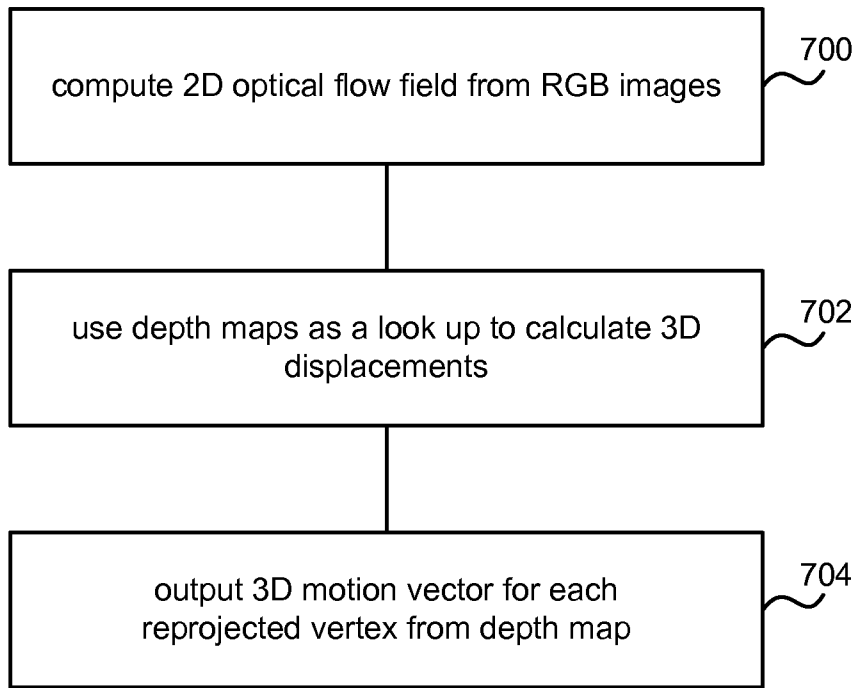 compute 2D optical flow field from RGB images
700
use depth maps as a look up to calculate 3D
displacements
702
output 3D motion vector for each
reprojected vertex from depth map
704